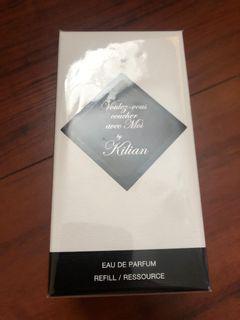 Voulez-vous
coucher
avec Moi
by
Kilian
EAU DE PARFUM
REFILL / RESSOURCE